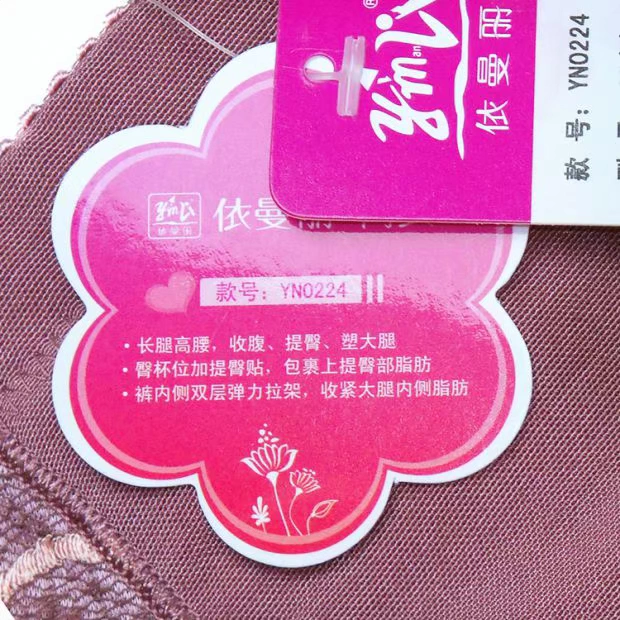 依曼丽
款号：YN0224
依曼丽
款号：YN0224
• 长腿高腰，收腹、提臀、塑大腿
• 臀杯位加提臀贴，包裹上提臀部脂肪
• 裤内侧双层弹力拉架，收紧大腿内侧脂肪